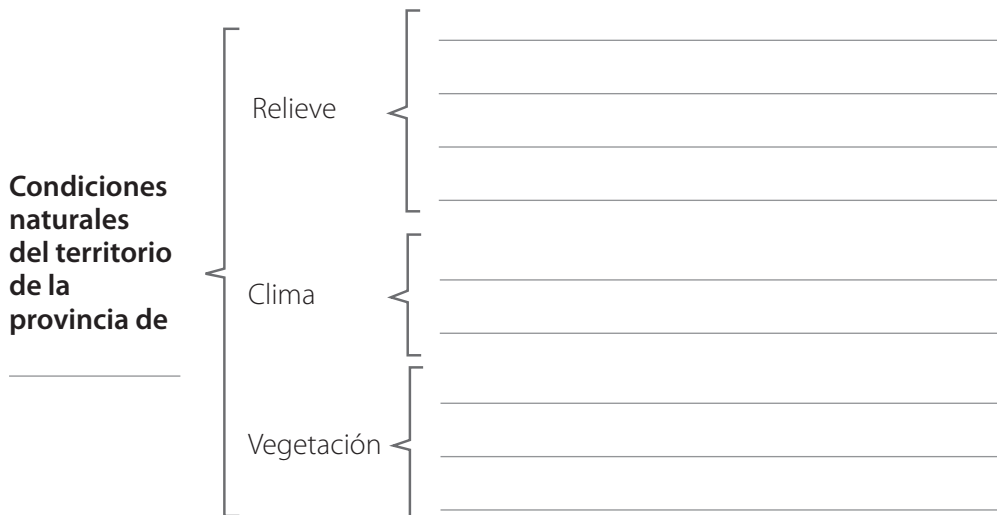 Condiciones
naturales
del territorio
de la
provincia de
Relieve
Clima
Vegetación